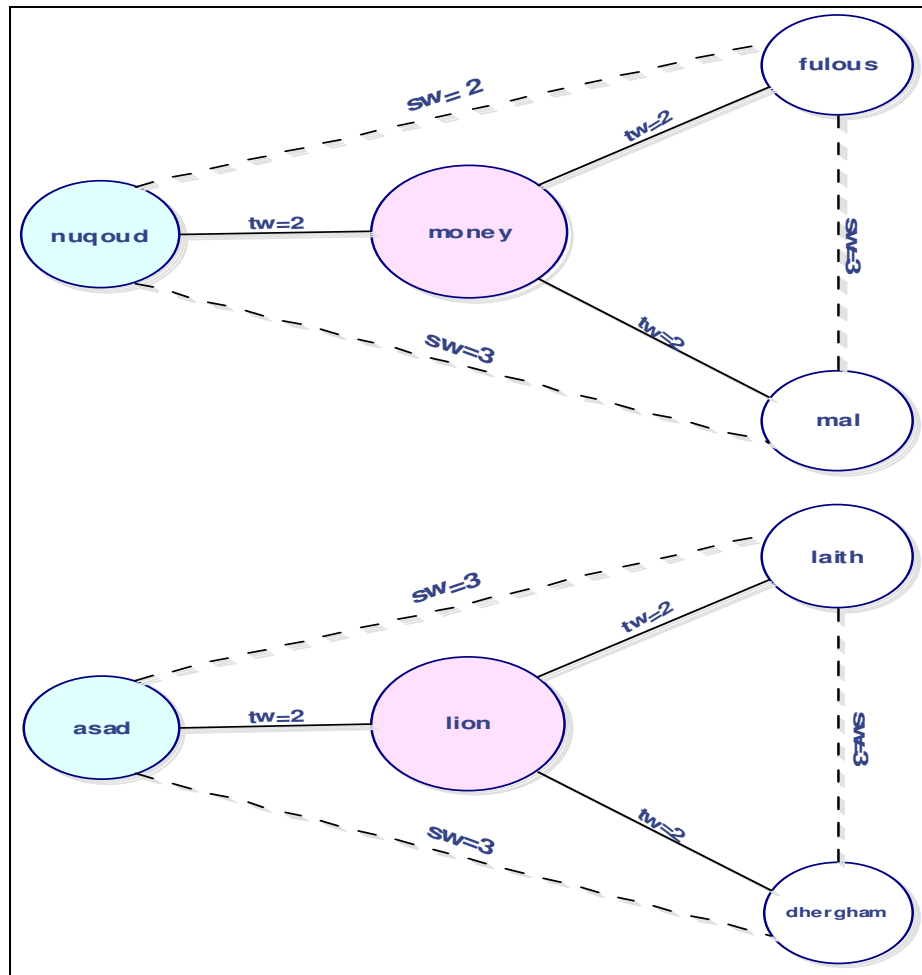 fulous
sw= 2
tw=2
nuqoud
tw=2
money
sw=3
tw=2
sw=3
mal
laith
sw=3
tw=2
asad
tw=2
lion
sw=3
tw=2
sw=3
dhergham